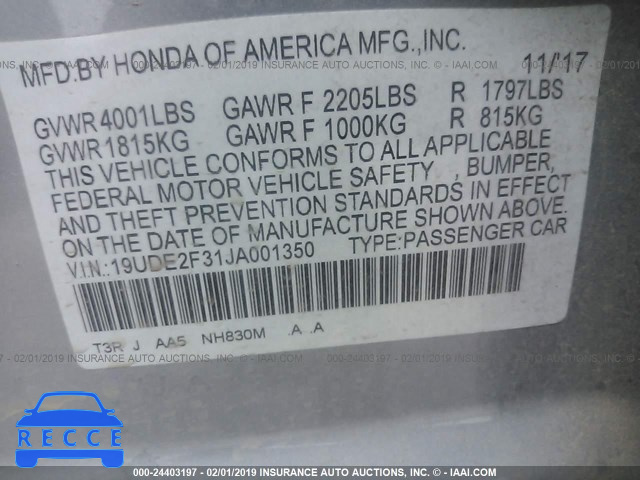 MFD.BY HONDA OF AMERICA MFG.,INC. 11/17
GVWR 4001LBS GAWR F 2205LBS R 1797LBS
GVWR 1815KG GAWR F 1000KG R 815KG
THIS VEHICLE CONFORMS TO ALL APPLICABLE
FEDERAL MOTOR VEHICLE SAFETY , BUMPER,
AND THEFT PREVENTION STANDARDS IN EFFECT
ON THE DATE OF MANUFACTURE SHOWN ABOVE.
V.I.N.:19UDE2F31JA001350 TYPE:PASSENGER CAR
T3R J AA5 NH830M .A .A
RECCE
000-24403197 - 02/01/2019 INSURANCE AUTO AUCTIONS, INC. - IAAI.COM